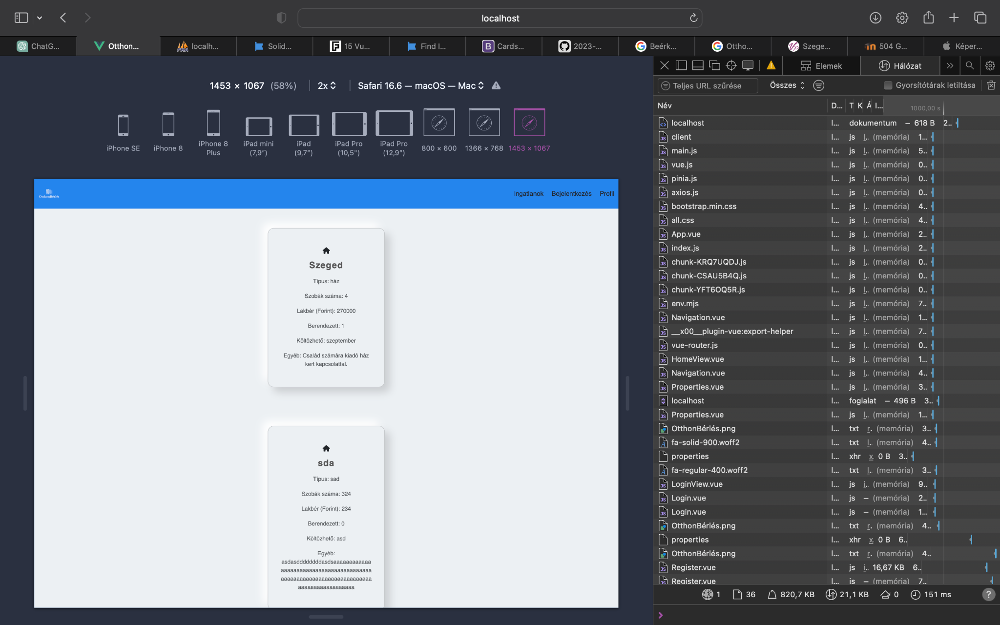 localhost
ChatG...
Otthon...
localh...
Solid...
15 Vu...
Find I...
Cards...
2023-...
Beérk...
Ottho...
Szege...
504 G...
Képer...
1453 × 1067 (58%)
2x
Safari 16.6 — macOS — Mac
iPhone SE
iPhone 8
iPhone 8 Plus
iPad mini (7,9″)
iPad (9,7″)
iPad Pro (10,5")
iPad Pro (12,9″)
800 × 600
1366 × 768
1453 × 1067
OtthonBérlés
Ingatlanok Bejelentkezés Profil
Szeged
Típus: ház
Szobák száma: 4
Lakbér (Forint): 270000
Berendezett: 1
Költözhető: szeptember
Egyéb: Család számára kiadó ház
kert kapcsolattal.
sda
Típus: sad
Szobák száma: 324
Lakbér (Forint): 234
Berendezett: 0
Költözhető: asd
Egyéb:
Elemek
Hálózat
Teljes URL szűrése
Összes
Gyorsítótárak letiltása
Név D... T K Á I... 1000,00 s
localhost l... dokumentum — 618 B 2..
client l... js l.. (memória) 1...
main.js l... js l.. (memória) 5..
vue.js l... js l.. (memória) 0..
pinia.js l... js l.. (memória) 0..
axios.js l... js l.. (memória) 0..
bootstrap.min.css l... js l.. (memória) 4..
all.css l... js l.. (memória) 4..
App.vue l... js l.. (memória) 2..
index.js l... js l.. (memória) 2..
chunk-KRQ7UQDJ.js l... js l.. (memória) 0..
chunk-CSAU5B4Q.js l... js l.. (memória) 0..
chunk-YFT6OQ5R.js l... js l.. (memória) 0..
env.mjs l... js l.. (memória) 7..
Navigation.vue l... js l.. (memória) 1...
__x00__plugin-vue:export-helper l... js l.. (memória) 7..
vue-router.js l... js l.. (memória) 0..
HomeView.vue l... js l.. (memória) 1...
Navigation.vue l... js l.. (memória) 4..
Properties.vue l... js l.. (memória) 3..
localhost l... foglalat — 496 B 3..
Properties.vue l... js l.. (memória) 1...
OtthonBérlés.png l... txt r. (memória) 3..
fa-solid-900.woff2 l... txt l.. (memória) 4..
properties l... xhr x. 0 B 3..
fa-regular-400.woff2 l... txt l.. (memória) 3..
LoginView.vue l... js i.. (memória) 9..
Login.vue l... js — (memória) 2..
Login.vue l... js — (memória) 1...
OtthonBérlés.png l... txt r. (memória) 4..
properties l... xhr x. 0 B 6..
OtthonBérlés.png l... txt r. (memória) 4..
Register.vue l... js i.. 16,67 KB 6..
Register.vue l... js — (memória) 7..
1 36 820,7 KB 21,1 KB 0 151 ms ?